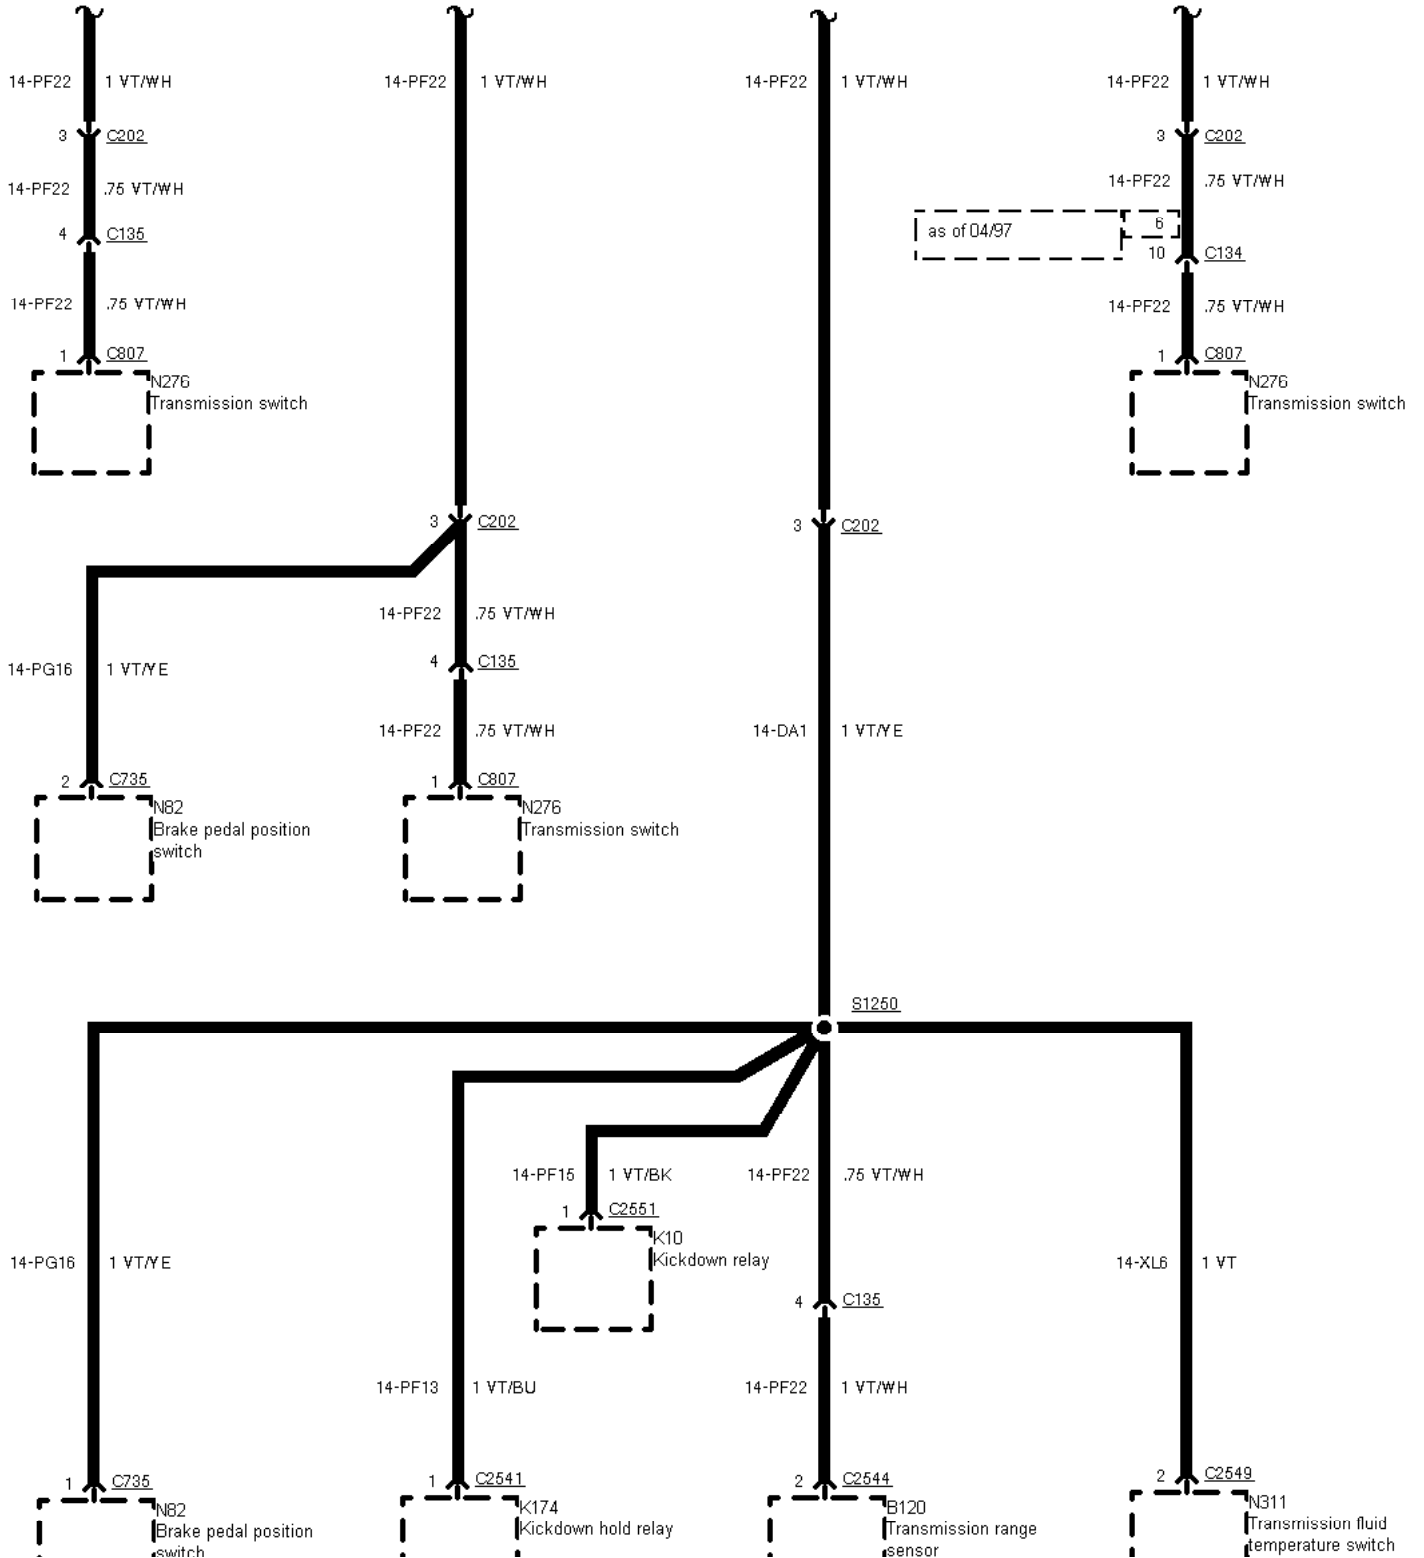 14-PF22 1 VT/WH 14-PF22 1 VT/WH 14-PF22 1 VT/WH 14-PF22 1 VT/WH
3 C202 3 C202
14-PF22 .75 VT/WH 14-PF22 .75 VT/WH
as of 04/97 6
4 C135 10 C134
14-PF22 .75 VT/WH 14-PF22 .75 VT/WH
1 C807 1 C807
N276 N276
Transmission switch Transmission switch
3 C202 3 C202
14-PF22 .75 VT/WH
14-PG16 1 VT/YE 4 C135
14-PF22 .75 VT/WH 14-DA1 1 VT/YE
2 C735 1 C807
N82 N276
Brake pedal position Transmission switch
switch
S1250
14-PF15 1 VT/BK 14-PF22 .75 VT/WH
1 C2551
K10
Kickdown relay
14-PG16 1 VT/YE 14-XL6 1 VT
4 C135
14-PF13 1 VT/BU 14-PF22 1 VT/WH
1 C735 1 C2541 2 C2544 2 C2549
N82 K174 B120 N311
Brake pedal position Kickdown hold relay Transmission range Transmission fluid
switch sensor temperature switch